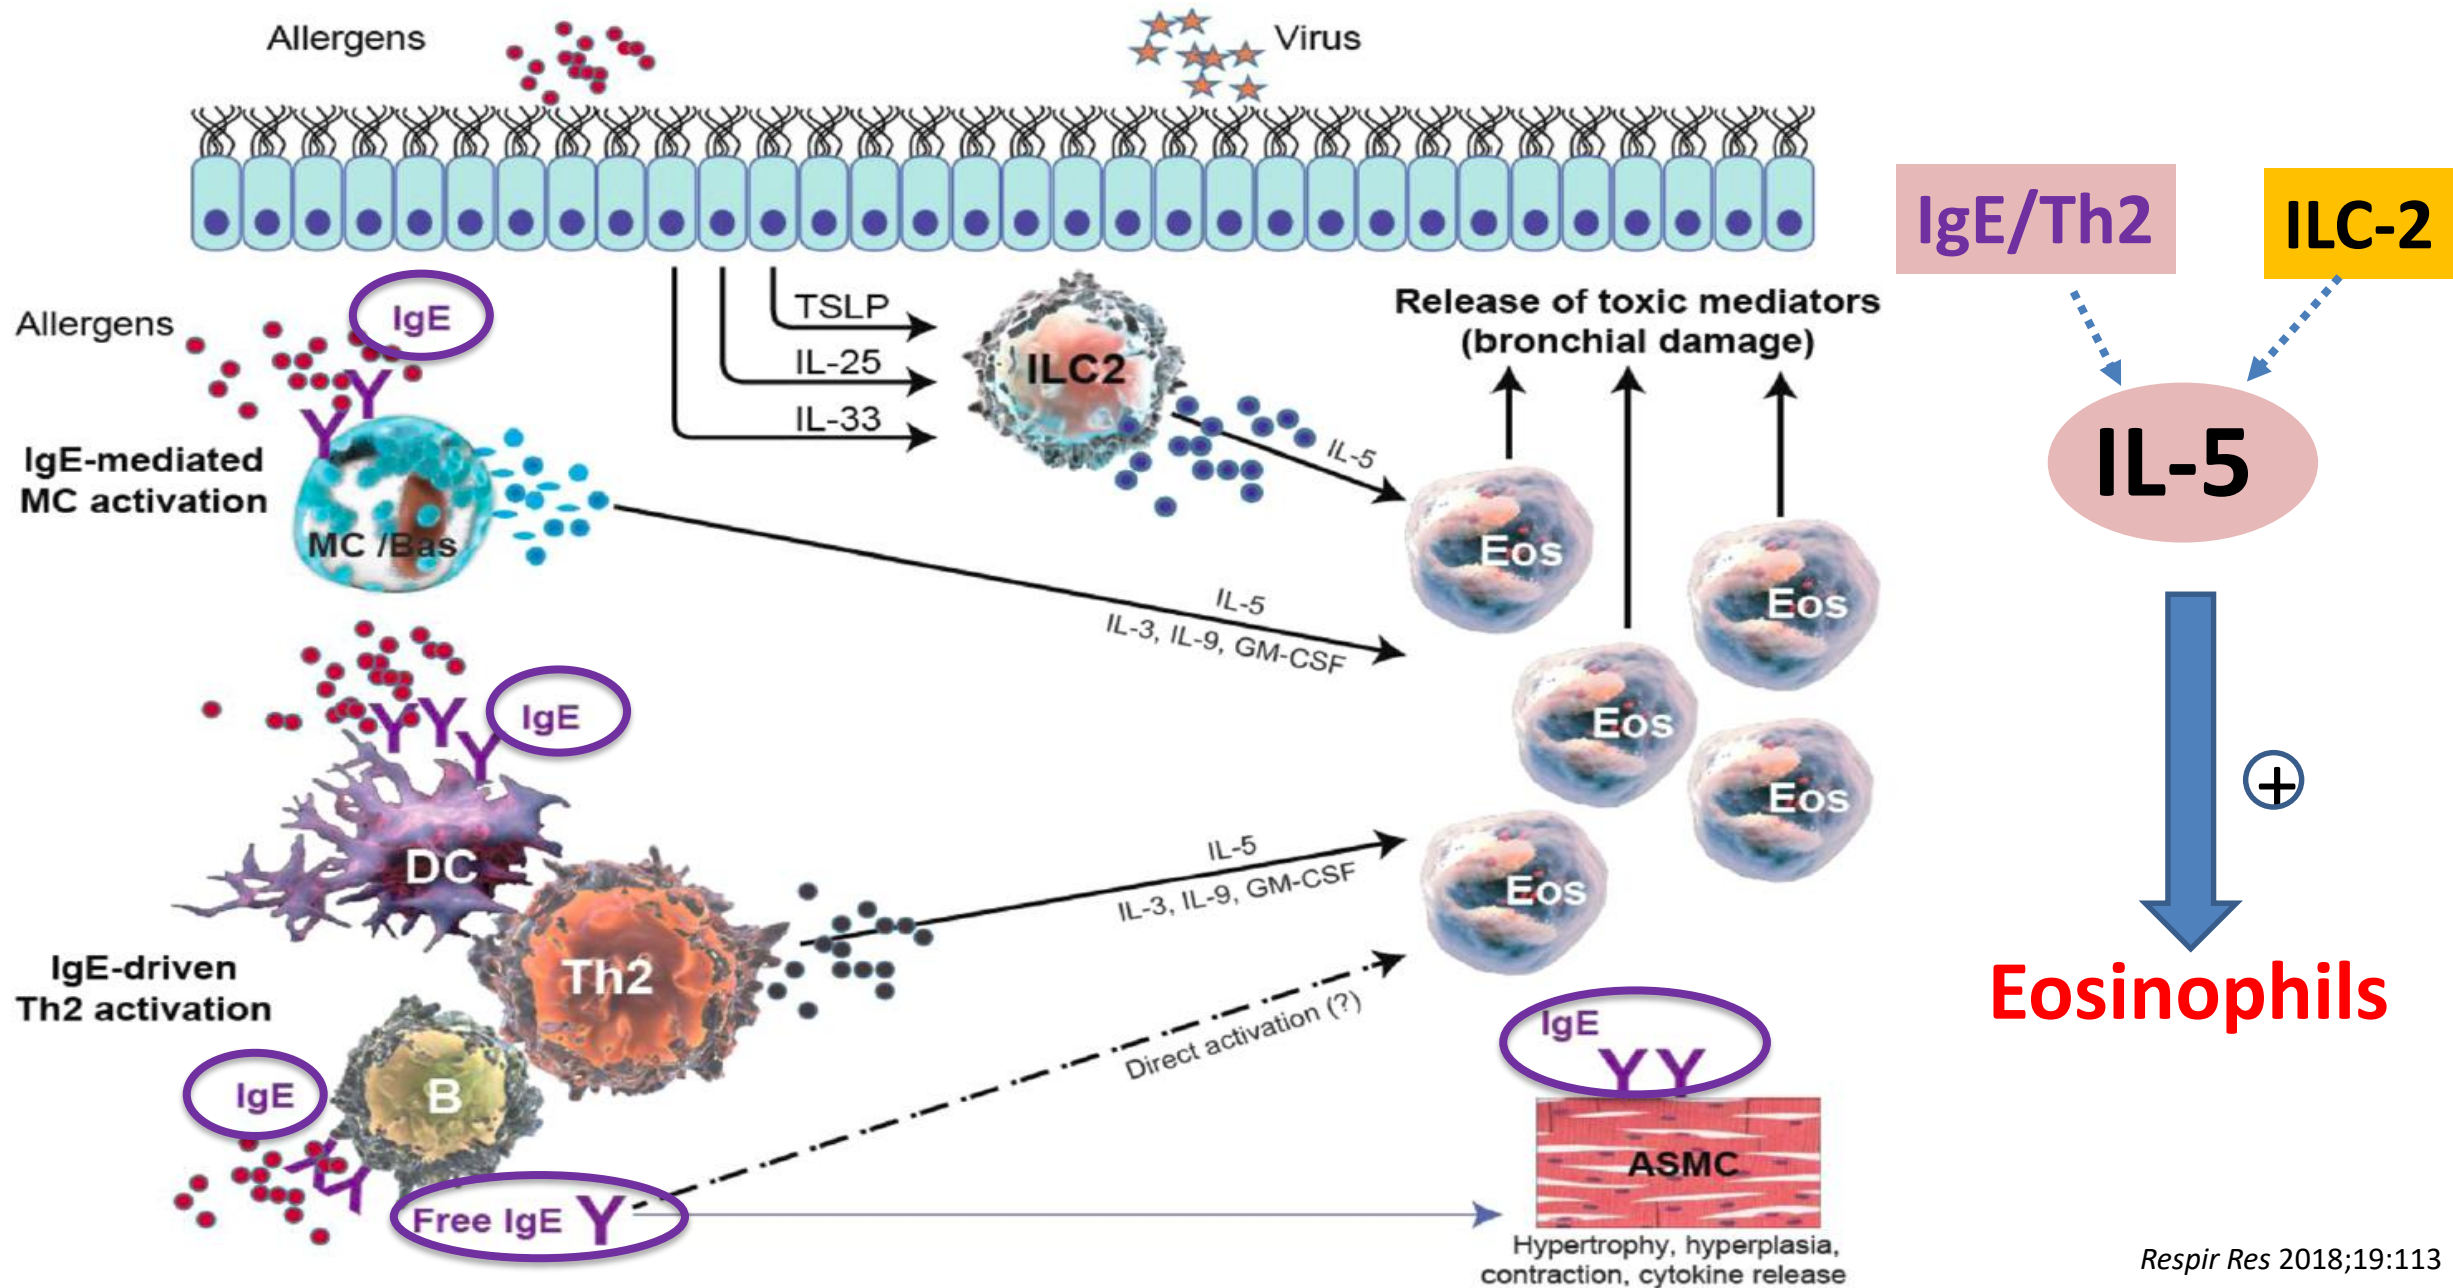 Allergens
Virus
IgE/Th2
ILC-2
Allergens
IgE
TSLP
IL-25
IL-33
ILC2
Release of toxic mediators
(bronchial damage)
IL-5
IL-5
IgE-mediated
MC activation
MC /Bas
Eos
Eos
IL-5
IL-3, IL-9, GM-CSF
IgE
Eos
Eos
+
DC
IL-5
IL-3, IL-9, GM-CSF
Eos
IgE-driven
Th2 activation
Th2
Eosinophils
Direct activation (?)
IgE
IgE
B
Free IgE
ASMC
Hypertrophy, hyperplasia,
contraction, cytokine release
Respir Res 2018;19:113